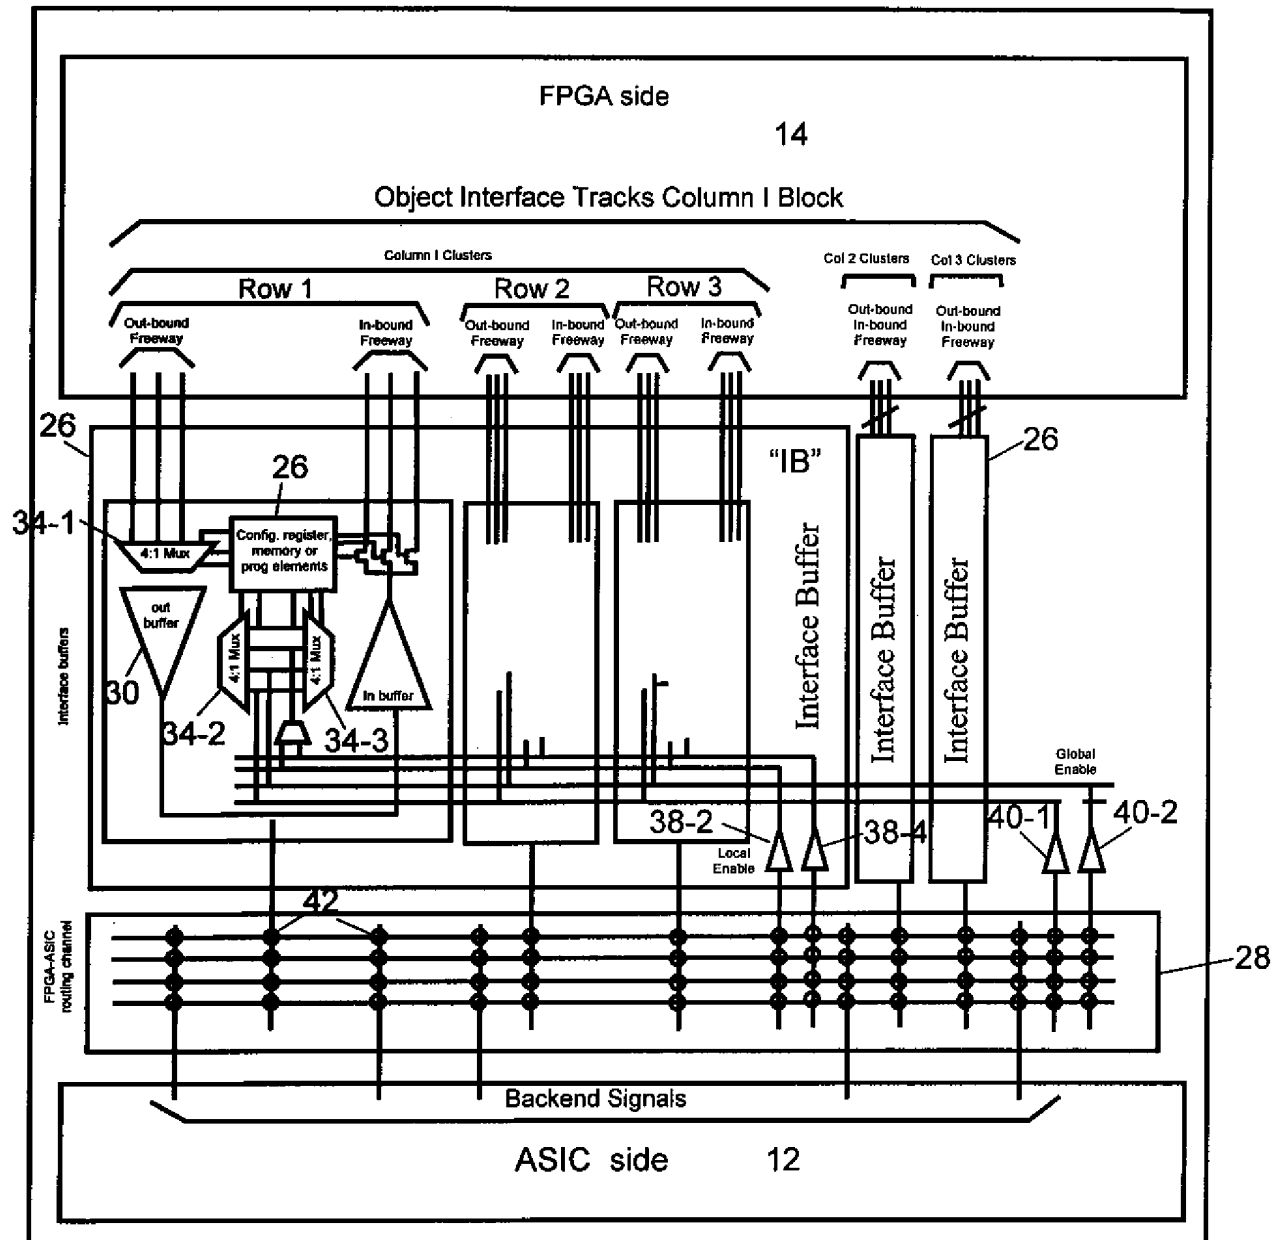 FPGA side
14
Object Interface Tracks Column I Block
Column I Clusters
Col 2 Clusters
Col 3 Clusters
Row 1
Row 2
Row 3
Out-bound
Freeway
In-bound
Freeway
Out-bound
Freeway
In-bound
Freeway
Out-bound
Freeway
In-bound
Freeway
Out-bound
In-bound
Freeway
Out-bound
In-bound
Freeway
26
26
"IB"
26
34-1
4:1 Mux
Config. register,
memory or
prog elements
out
buffer
30
4:1 Mux
4:1 Mux
In buffer
34-2
34-3
Interface buffers
Interface Buffer
Interface Buffer
Interface Buffer
Global
Enable
38-2
38-4
40-1
40-2
Local
Enable
42
FPGA-ASIC
routing channel
28
Backend Signals
ASIC side
12